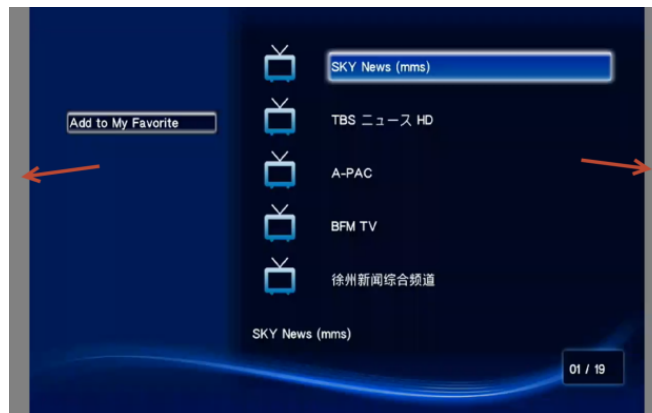 SKY News (mms)
Add to My Favorite
TBS ニュース HD
A-PAC
BFM TV
徐州新闻综合频道
SKY News (mms)
01 / 19